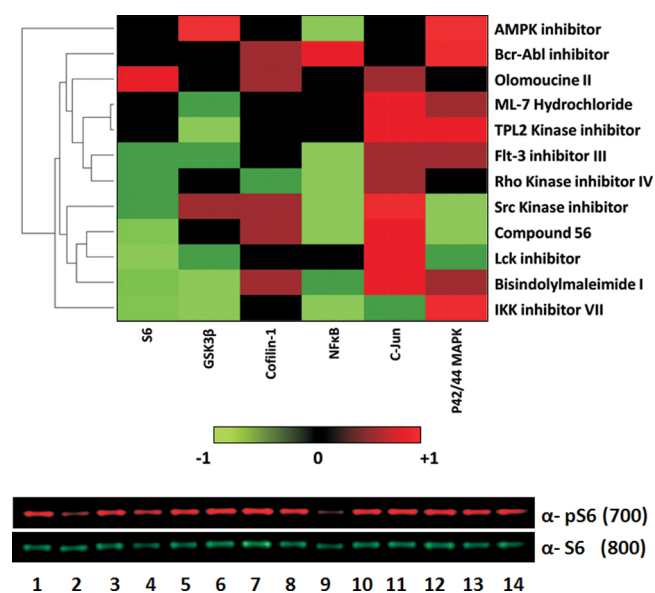 AMPK inhibitor
Bcr-Abl inhibitor
Olomoucine II
ML-7 Hydrochloride
TPL2 Kinase inhibitor
Flt-3 inhibitor III
Rho Kinase inhibitor IV
Src Kinase inhibitor
Compound 56
Lck inhibitor
Bisindolylmaleimide I
IKK inhibitor VII
S6
GSK3β
Cofilin-1
NFκB
C-Jun
P42/44 MAPK
-1 0 +1
α- pS6 (700)
α- S6 (800)
1 2 3 4 5 6 7 8 9 10 11 12 13 14